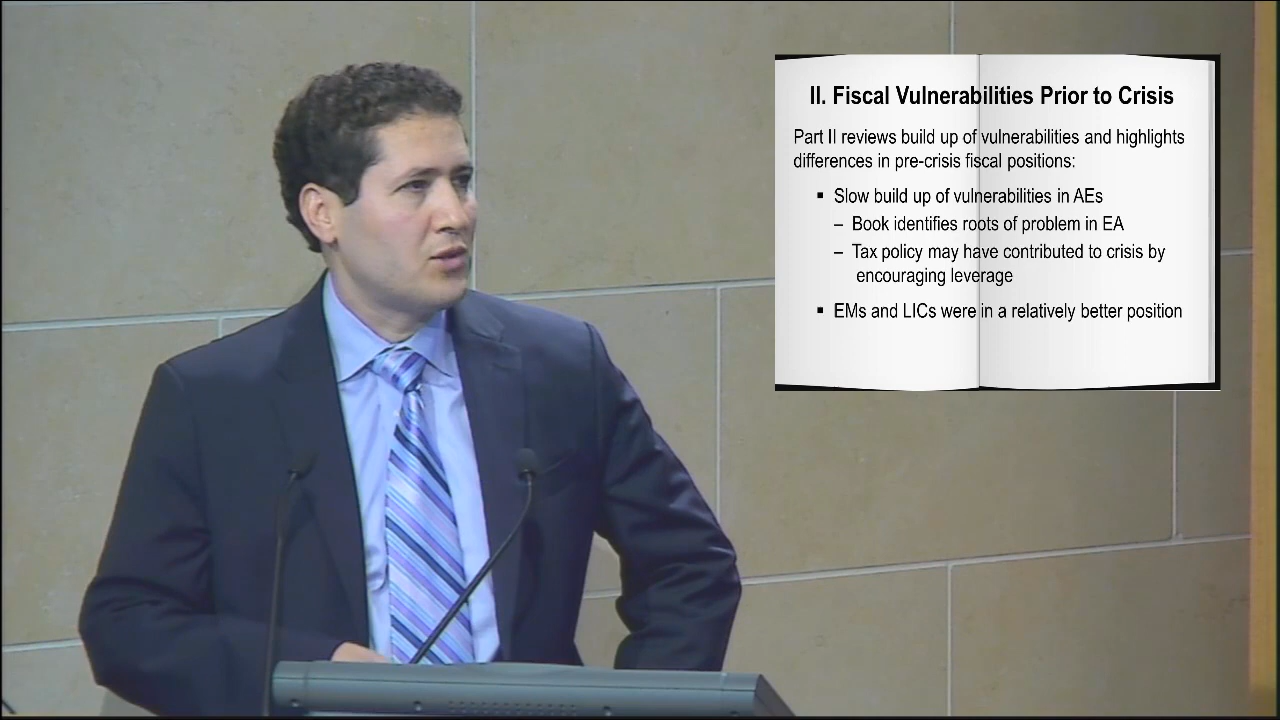 II. Fiscal Vulnerabilities Prior to Crisis
Part II reviews build up of vulnerabilities and highlights
differences in pre-crisis fiscal positions:
▪ Slow build up of vulnerabilities in AEs
– Book identifies roots of problem in EA
– Tax policy may have contributed to crisis by
encouraging leverage
▪ EMs and LICs were in a relatively better position